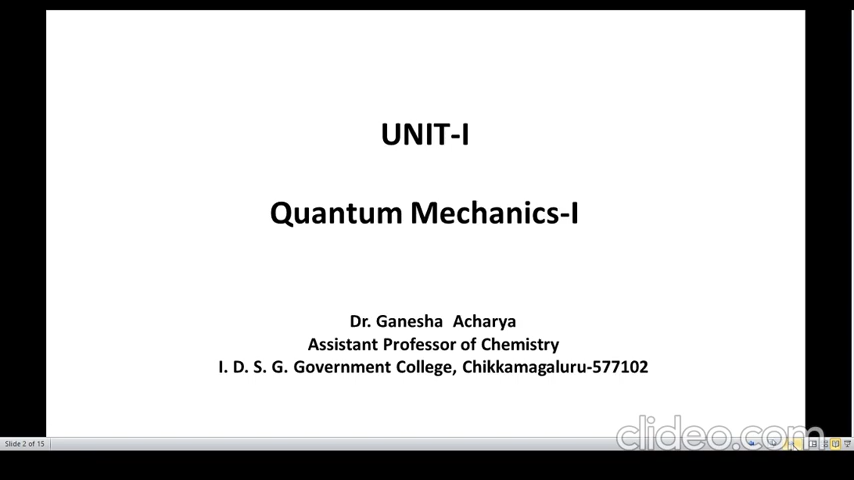 UNIT-I
Quantum Mechanics-I
Dr. Ganesha Acharya
Assistant Professor of Chemistry
I. D. S. G. Government College, Chikkamagaluru-577102
Slide 2 of 15
clideo.com